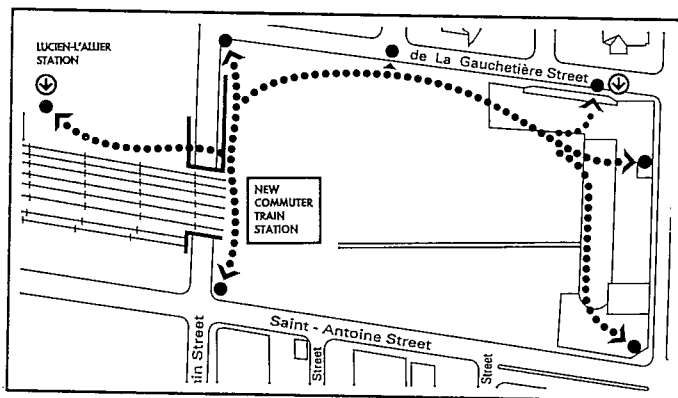 LUCIEN-L'ALLIER
STATION
de La Gauchetière Street
NEW
COMMUTER
TRAIN
STATION
Saint - Antoine Street
Street
Street
Street